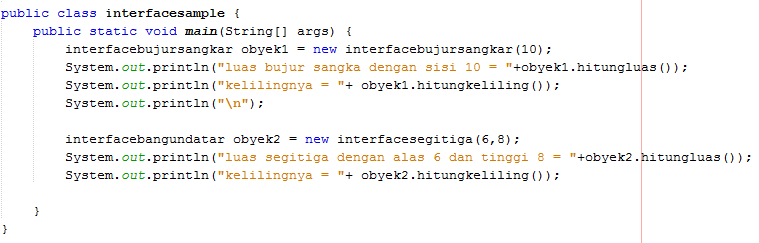 public class interfacesample {
public static void main(String[] args) {
interfacebujursangkar obyek1 = new interfacebujursangkar(10);
System.out.println("luas bujur sangka dengan sisi 10 = "+obyek1.hitungluas());
System.out.println("kelilingnya = "+ obyek1.hitungkeliling());
System.out.println("\n");
interfacebangundatar obyek2 = new interfacesegitiga(6,8);
System.out.println("luas segitiga dengan alas 6 dan tinggi 8 = "+obyek2.hitungluas());
System.out.println("kelilingnya = "+ obyek2.hitungkeliling());
}
}